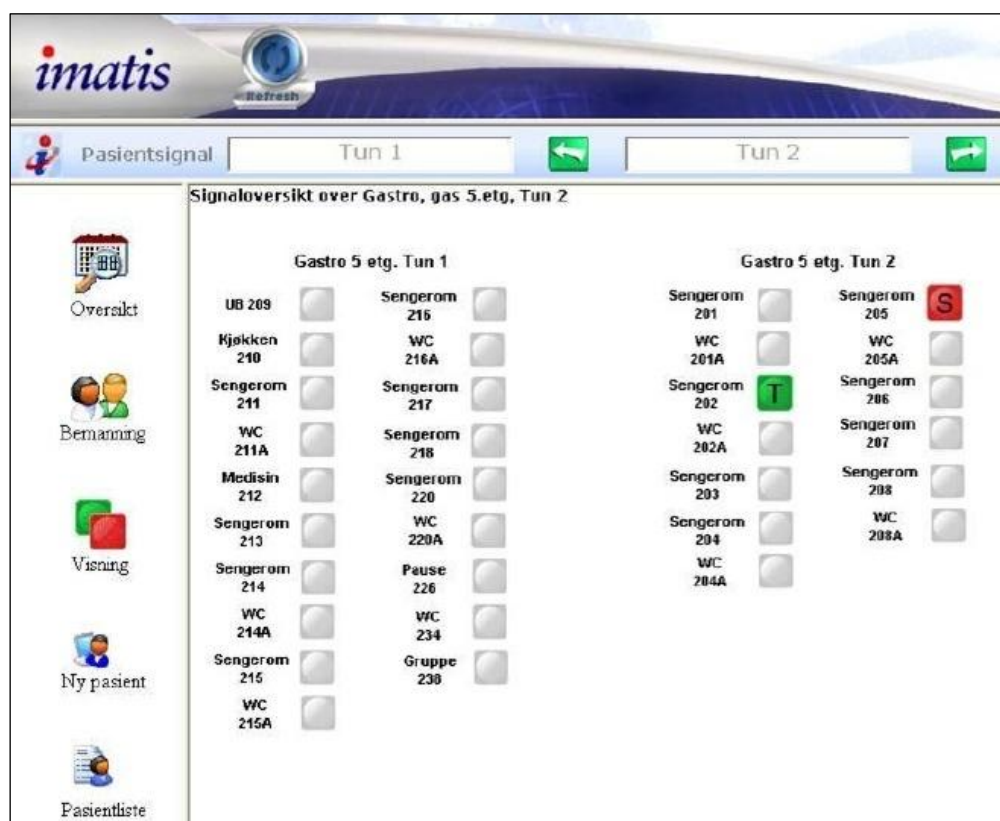 imatis
Refresh
Pasientsignal
Tun 1
Tun 2
Signaloversikt over Gastro, gas 5.etg, Tun 2
Oversikt
Bemanning
Visning
Ny pasient
Pasientliste
Gastro 5 etg. Tun 1
UB 209
Kjøkken
210
Sengerom
211
WC
211A
Medisin
212
Sengerom
213
Sengerom
214
WC
214A
Sengerom
215
WC
215A
Sengerom
216
WC
216A
Sengerom
217
Sengerom
218
Sengerom
220
WC
220A
Pause
226
WC
234
Gruppe
238
Gastro 5 etg. Tun 2
Sengerom
201
WC
201A
Sengerom
202
T
WC
202A
Sengerom
203
Sengerom
204
WC
204A
Sengerom
205
S
WC
205A
Sengerom
206
Sengerom
207
Sengerom
208
WC
208A